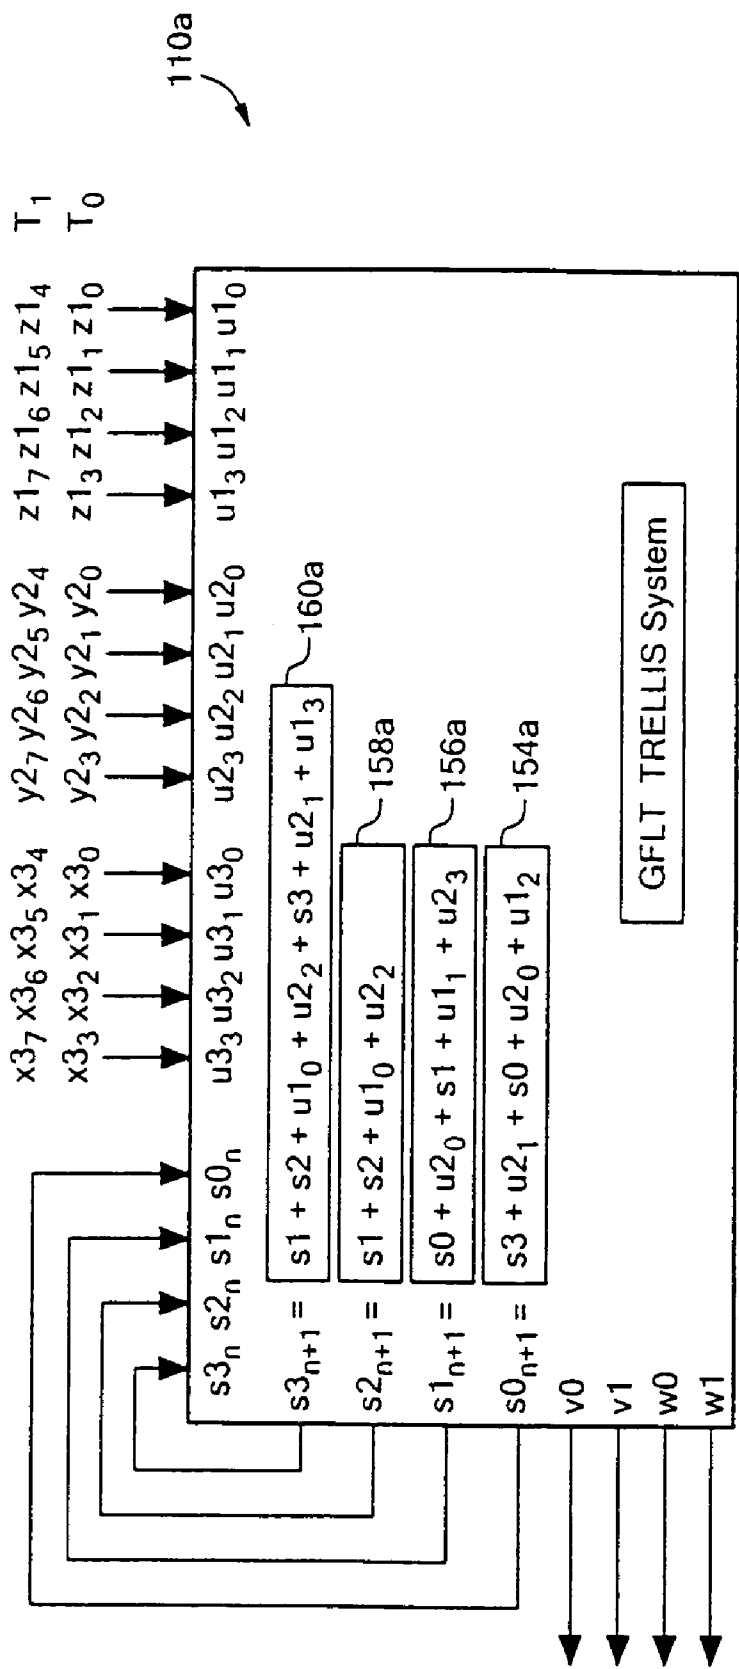 110a
x3₇ x3₆ x3₅ x3₄ y2₇ y2₆ y2₅ y2₄ z1₇ z1₆ z1₅ z1₄ T₁
x3₃ x3₂ x3₁ x3₀ y2₃ y2₂ y2₁ y2₀ z1₃ z1₂ z1₁ z1₀ T₀
s3ₙ s2ₙ s1ₙ s0ₙ u3₃ u3₂ u3₁ u3₀ u2₃ u2₂ u2₁ u2₀ u1₃ u1₂ u1₁ u1₀
s3ₙ₊₁ = s1 + s2 + u1₀ + u2₂ + s3 + u2₁ + u1₃ 160a
s2ₙ₊₁ = s1 + s2 + u1₀ + u2₂ 158a
s1ₙ₊₁ = s0 + u2₀ + s1 + u1₁ + u2₃ 156a
s0ₙ₊₁ = s3 + u2₁ + s0 + u2₀ + u1₂ 154a
v0
v1
w0
w1
GFLT TRELLIS System